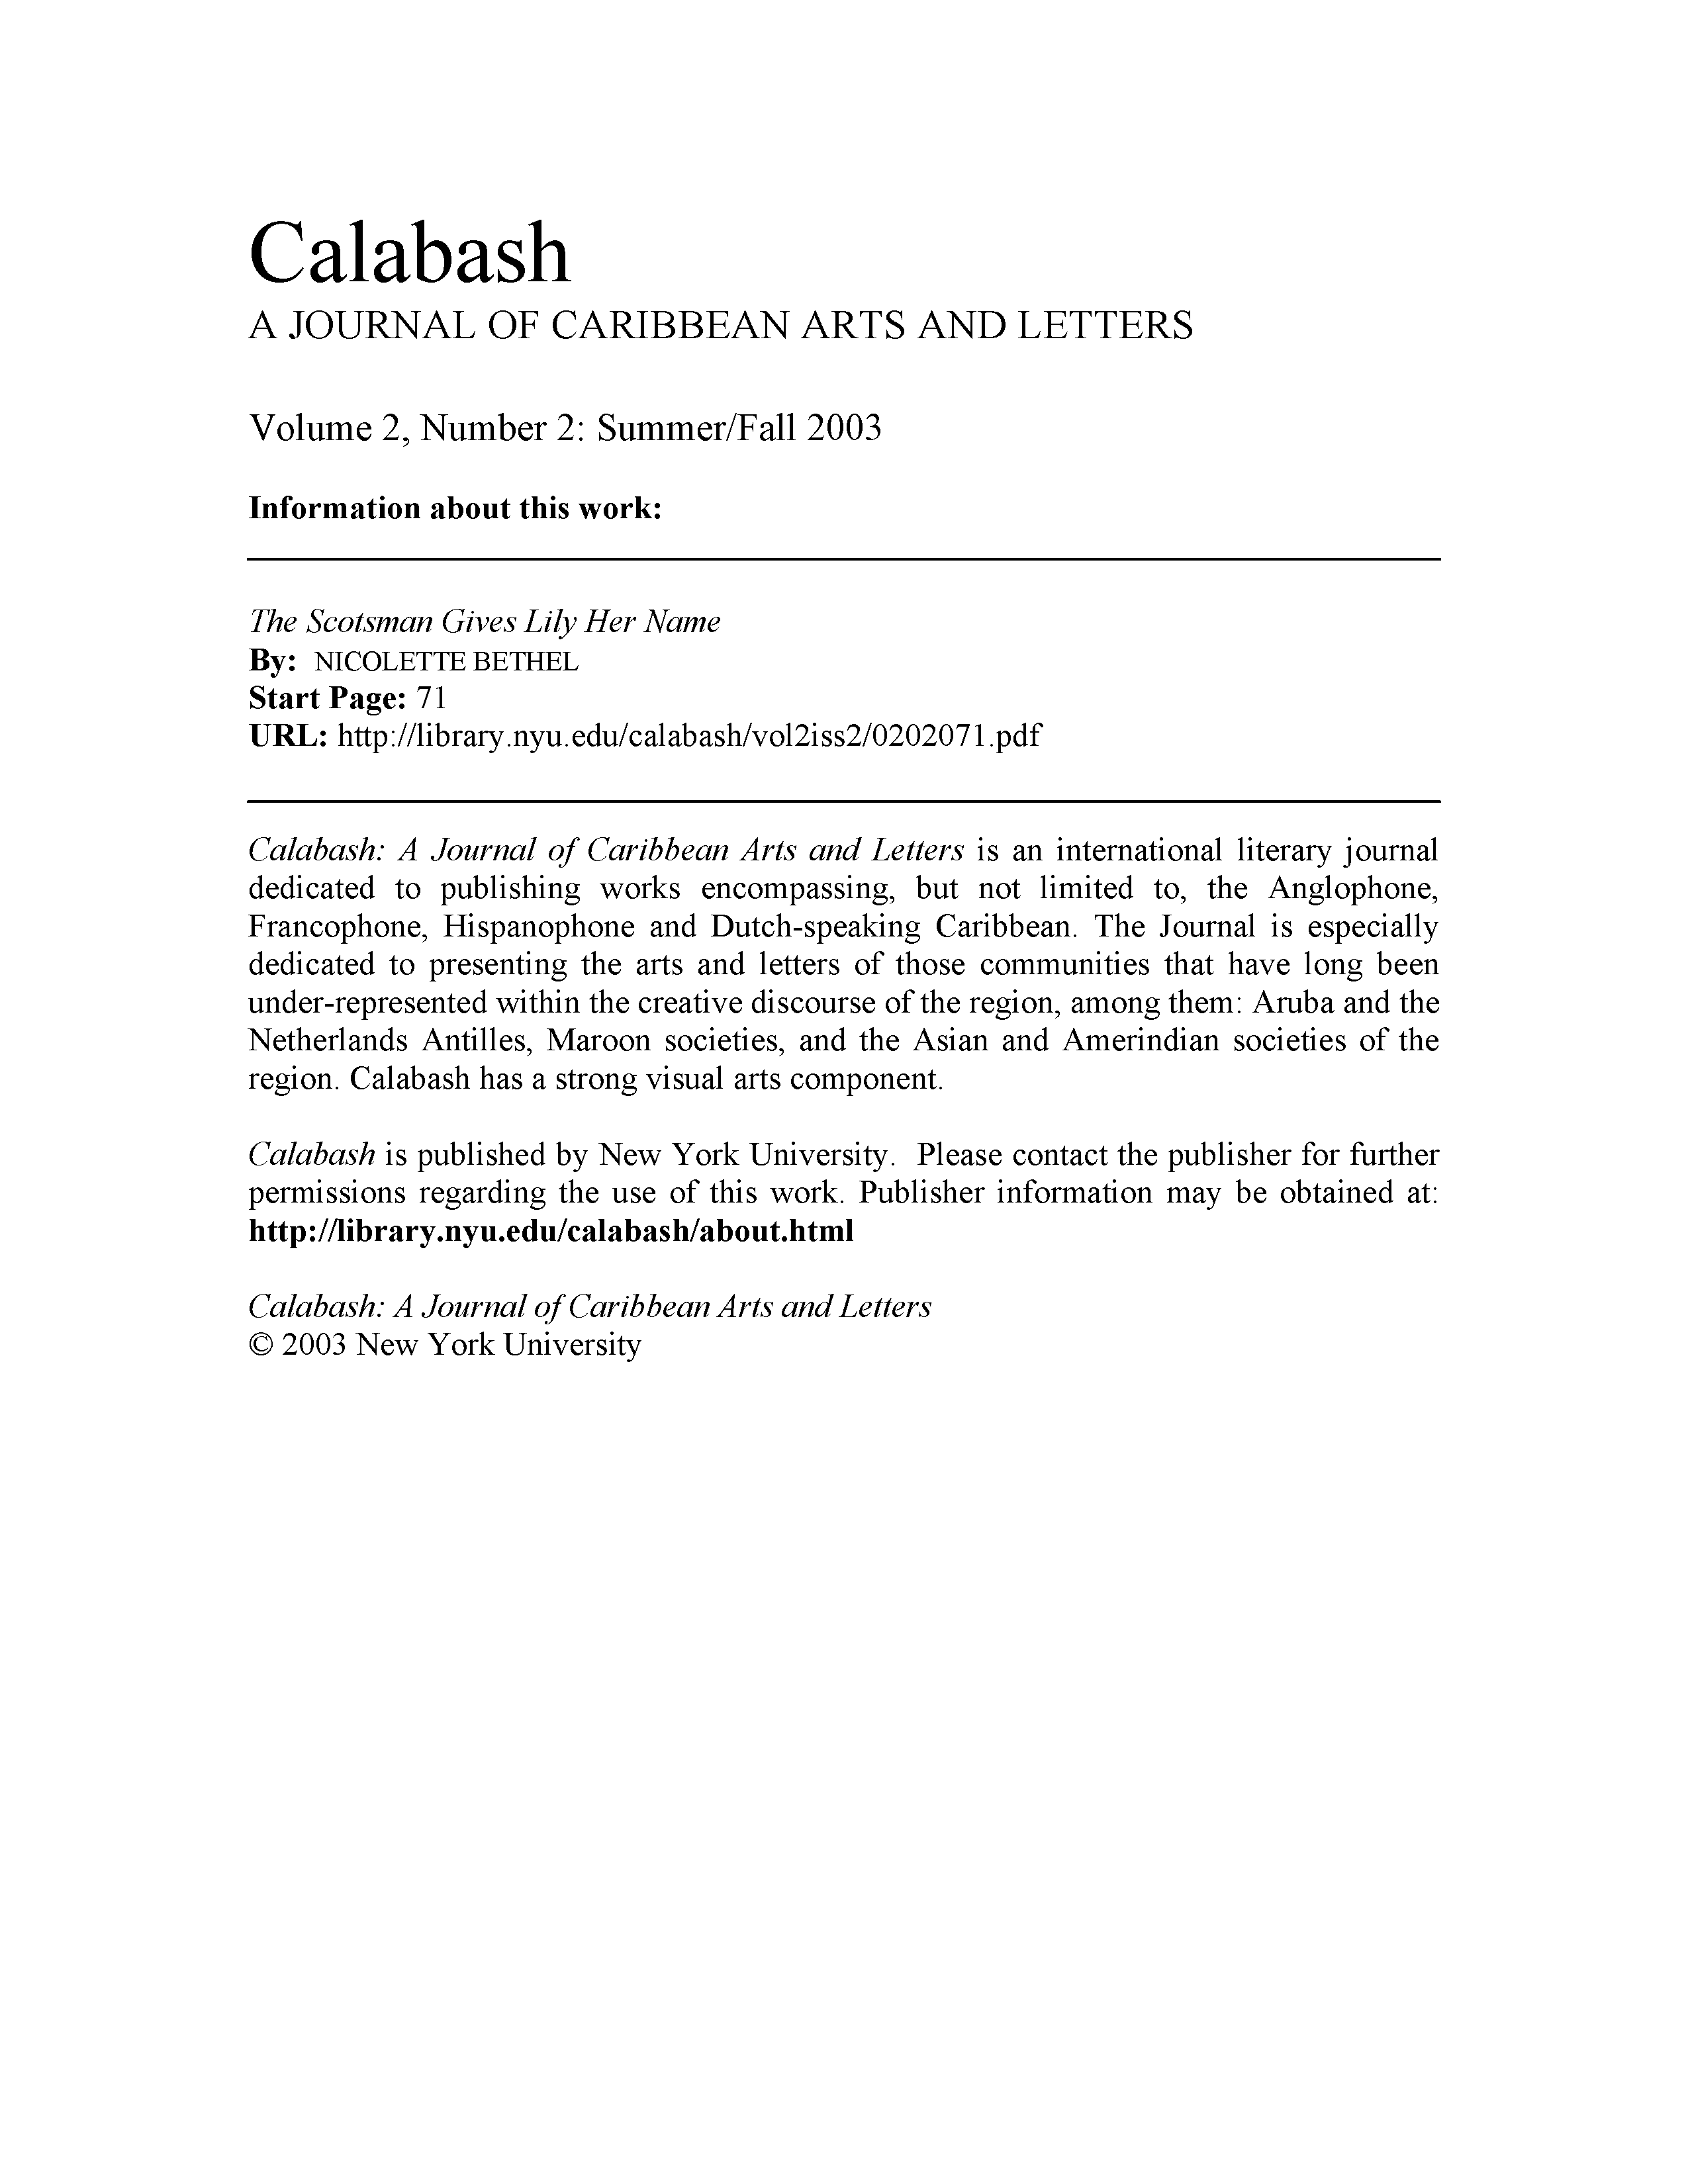 Calabash
A JOURNAL OF CARIBBEAN ARTS AND LETTERS
Volume 2, Number 2: Summer/Fall 2003
Information about this work:
The Scotsman Gives Lily Her Name
By: NICOLETTE BETHEL
Start Page: 71
URL: http://library.nyu.edu/calabash/vol2iss2/0202071.pdf
Calabash: A Journal of Caribbean Arts and Letters is an international literary journal
dedicated to publishing works encompassing, but not limited to, the Anglophone,
Francophone, Hispanophone and Dutch-speaking Caribbean. The Journal is especially
dedicated to presenting the arts and letters of those communities that have long been
under-represented within the creative discourse of the region, among them: Aruba and the
Netherlands Antilles, Maroon societies, and the Asian and Amerindian societies of the
region. Calabash has a strong visual arts component.
Calabash is published by New York University. Please contact the publisher for further
permissions regarding the use of this work. Publisher information may be obtained at:
http://library.nyu.edu/calabash/about.html
Calabash: A Journal of Caribbean Arts and Letters
© 2003 New York University